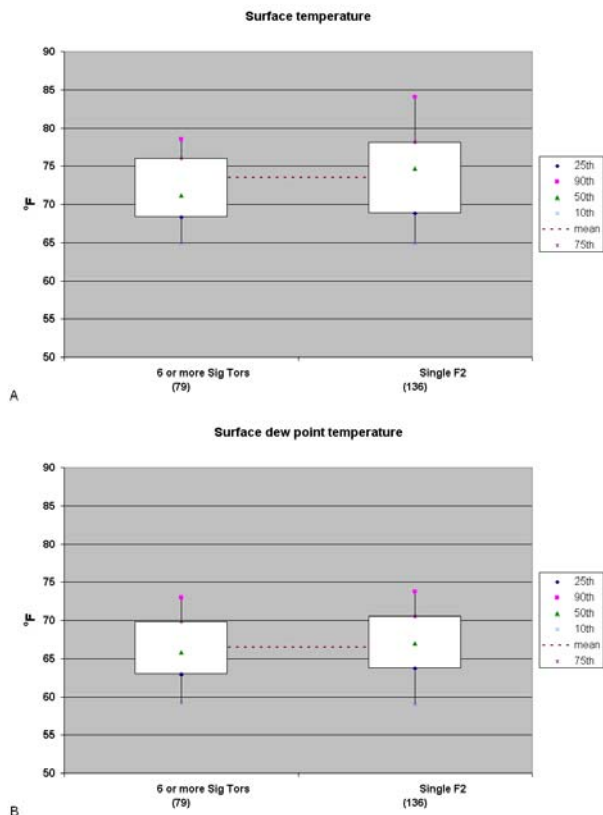 Surface temperature
90
85
80
75
70
65
60
55
50
°F
6 or more Sig Tors
(79)
Single F2
(136)
25th
90th
50th
10th
mean
75th
A
Surface dew point temperature
90
85
80
75
70
65
60
55
50
°F
6 or more Sig Tors
(79)
Single F2
(136)
25th
90th
50th
10th
mean
75th
B